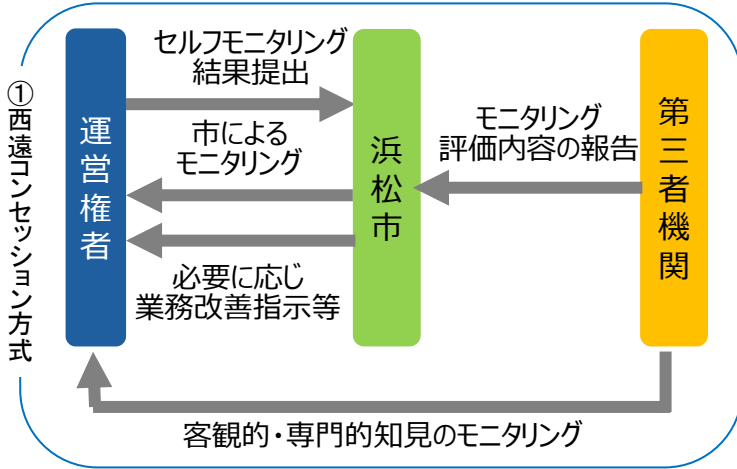 ①西遠コンセッション方式
運営権者
セルフモニタリング
結果提出
市による
モニタリング
必要に応じ
業務改善指示等
浜松市
モニタリング
評価内容の報告
第三者機関
客観的・専門的知見のモニタリング